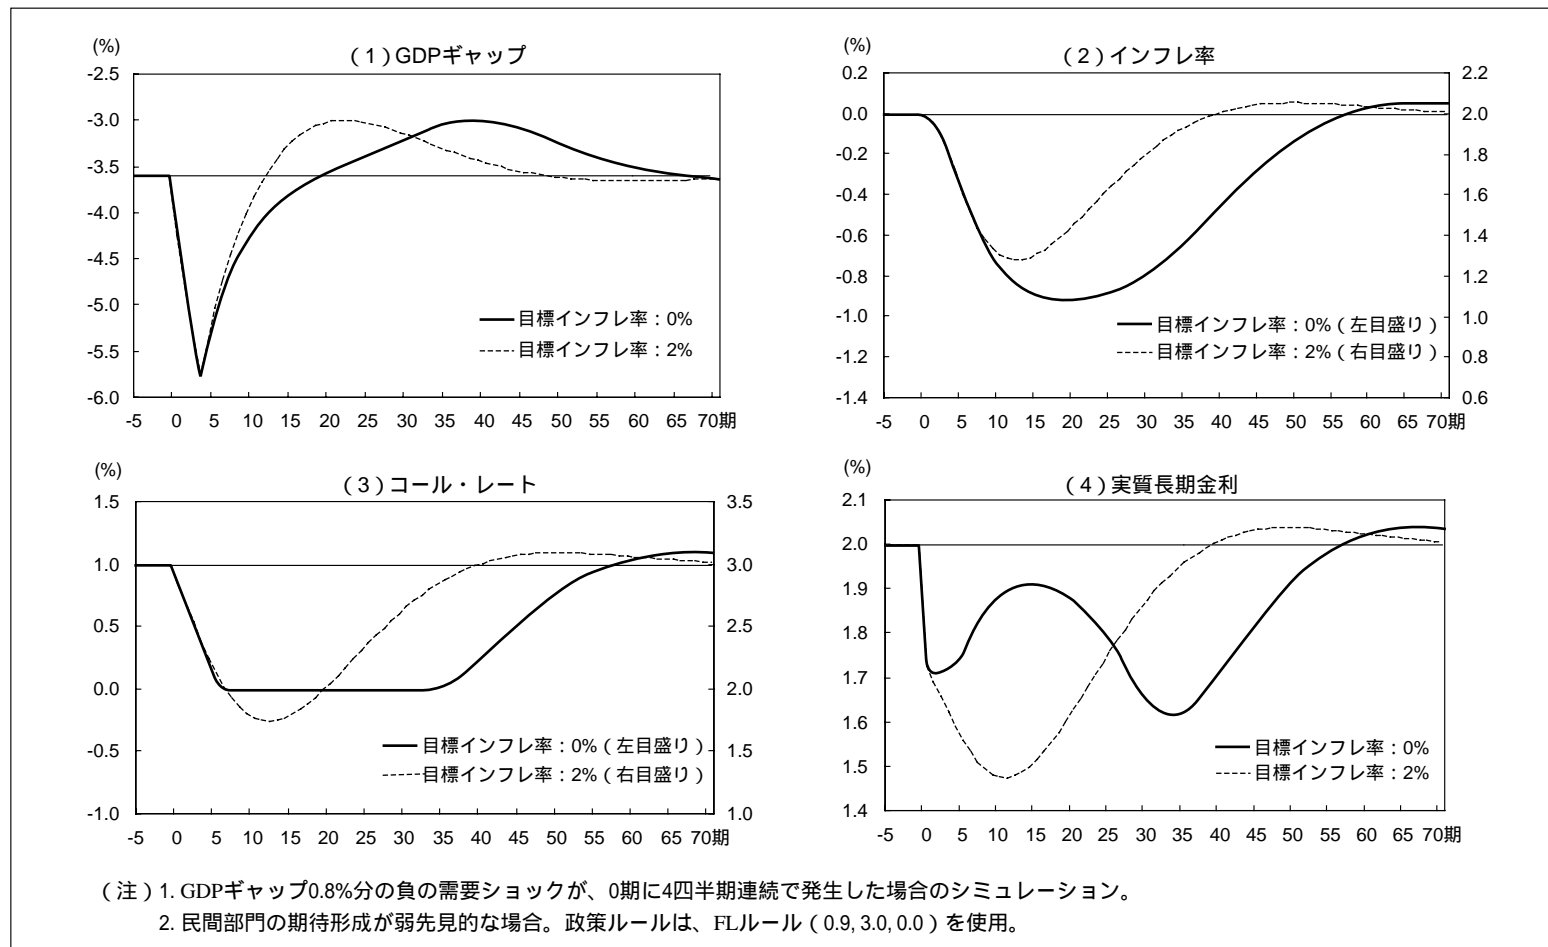 (%)
（1）GDPギャップ
-2.5
-3.0
-3.5
-4.0
-4.5
-5.0
-5.5
-6.0
目標インフレ率：0%
目標インフレ率：2%
-5 0 5 10 15 20 25 30 35 40 45 50 55 60 65 70期
(%)
（2）インフレ率
0.2
0.0
-0.2
-0.4
-0.6
-0.8
-1.0
-1.2
-1.4
2.2
2.0
1.8
1.6
1.4
1.2
1.0
0.8
0.6
目標インフレ率：0%（左目盛り）
目標インフレ率：2%（右目盛り）
-5 0 5 10 15 20 25 30 35 40 45 50 55 60 65 70期
(%)
（3）コール・レート
1.5
1.0
0.5
0.0
-0.5
-1.0
3.5
3.0
2.5
2.0
1.5
1.0
目標インフレ率：0%（左目盛り）
目標インフレ率：2%（右目盛り）
-5 0 5 10 15 20 25 30 35 40 45 50 55 60 65 70期
(%)
（4）実質長期金利
2.1
2.0
1.9
1.8
1.7
1.6
1.5
1.4
目標インフレ率：0%
目標インフレ率：2%
-5 0 5 10 15 20 25 30 35 40 45 50 55 60 65 70期
（注）1. GDPギャップ0.8%分の負の需要ショックが、0期に4四半期連続で発生した場合のシミュレーション。
2. 民間部門の期待形成が弱先見的な場合。政策ルールは、FLルール（0.9, 3.0, 0.0）を使用。